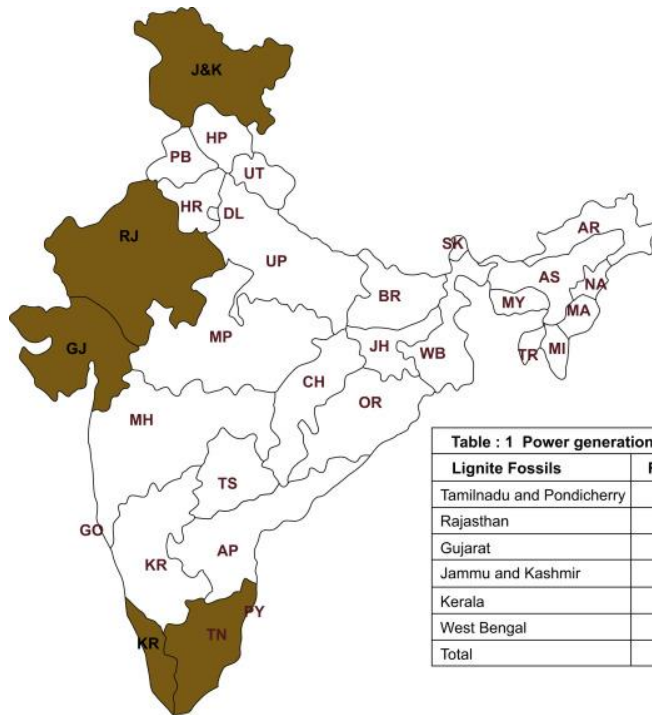 J&K
HP
PB
UT
HR
DL
RJ
SK
AR
UP
AS
NA
BR
MY
MA
MP
GJ
JH
WB
TR
MI
CH
OR
MH
TS
GO
AP
KR
PY
TN
KR
Table : 1 Power generation
Lignite Fossils
Tamilnadu and Pondicherry
Rajasthan
Gujarat
Jammu and Kashmir
Kerala
West Bengal
Total